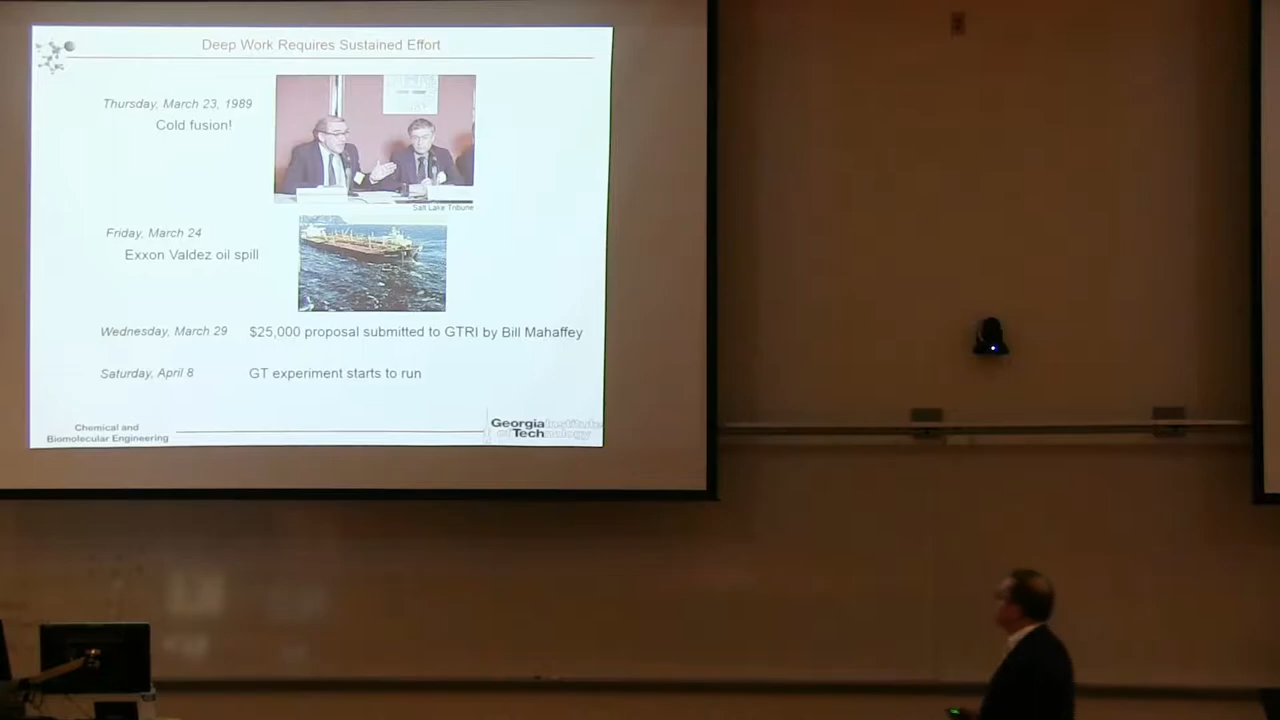 Deep Work Requires Sustained Effort
Thursday, March 23, 1989
Cold fusion!
Salt Lake Tribune
Friday, March 24
Exxon Valdez oil spill
Wednesday, March 29 $25,000 proposal submitted to GTRI by Bill Mahaffey
Saturday, April 8 GT experiment starts to run
Chemical and
Biomolecular Engineering
Georgia Institute
of Technology